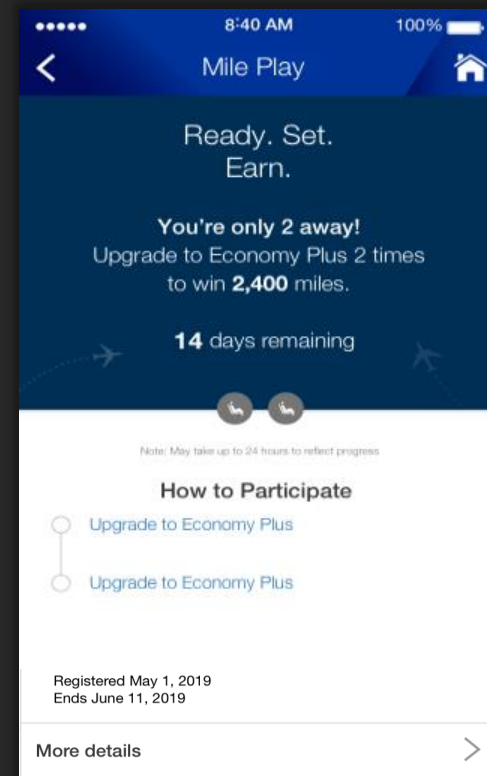 8:40 AM 100%
Mile Play
Ready. Set.
Earn.
You're only 2 away!
Upgrade to Economy Plus 2 times
to win 2,400 miles.
14 days remaining
Note: May take up to 24 hours to reflect progress
How to Participate
Upgrade to Economy Plus
Upgrade to Economy Plus
Registered May 1, 2019
Ends June 11, 2019
More details